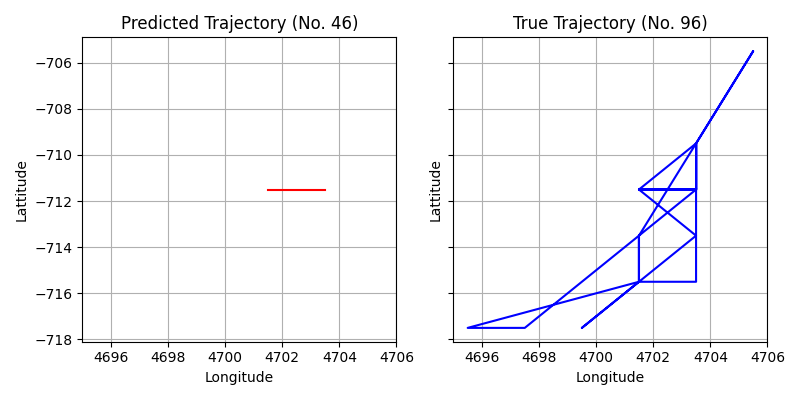 Predicted Trajectory (No. 46)
True Trajectory (No. 96)
−706
−708
−710
−712
−714
−716
−718
Lattitude
Lattitude
4696 4698 4700 4702 4704 4706
4696 4698 4700 4702 4704 4706
Longitude
Longitude